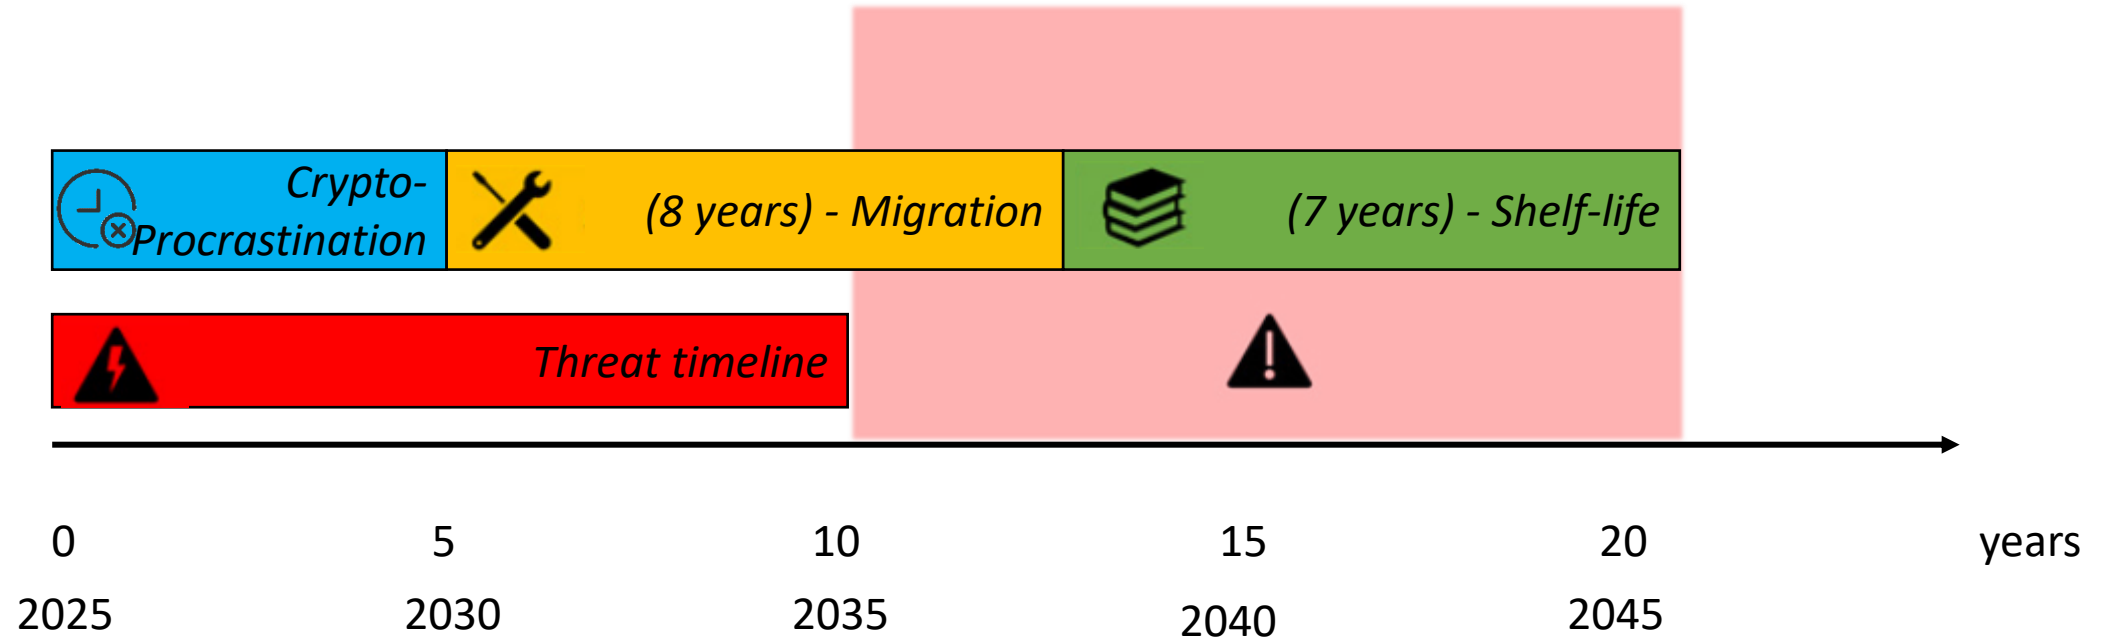 Crypto-
Procrastination
(8 years) - Migration
(7 years) - Shelf-life
Threat timeline
0 5 10 15 20 years
2025 2030 2035 2040 2045